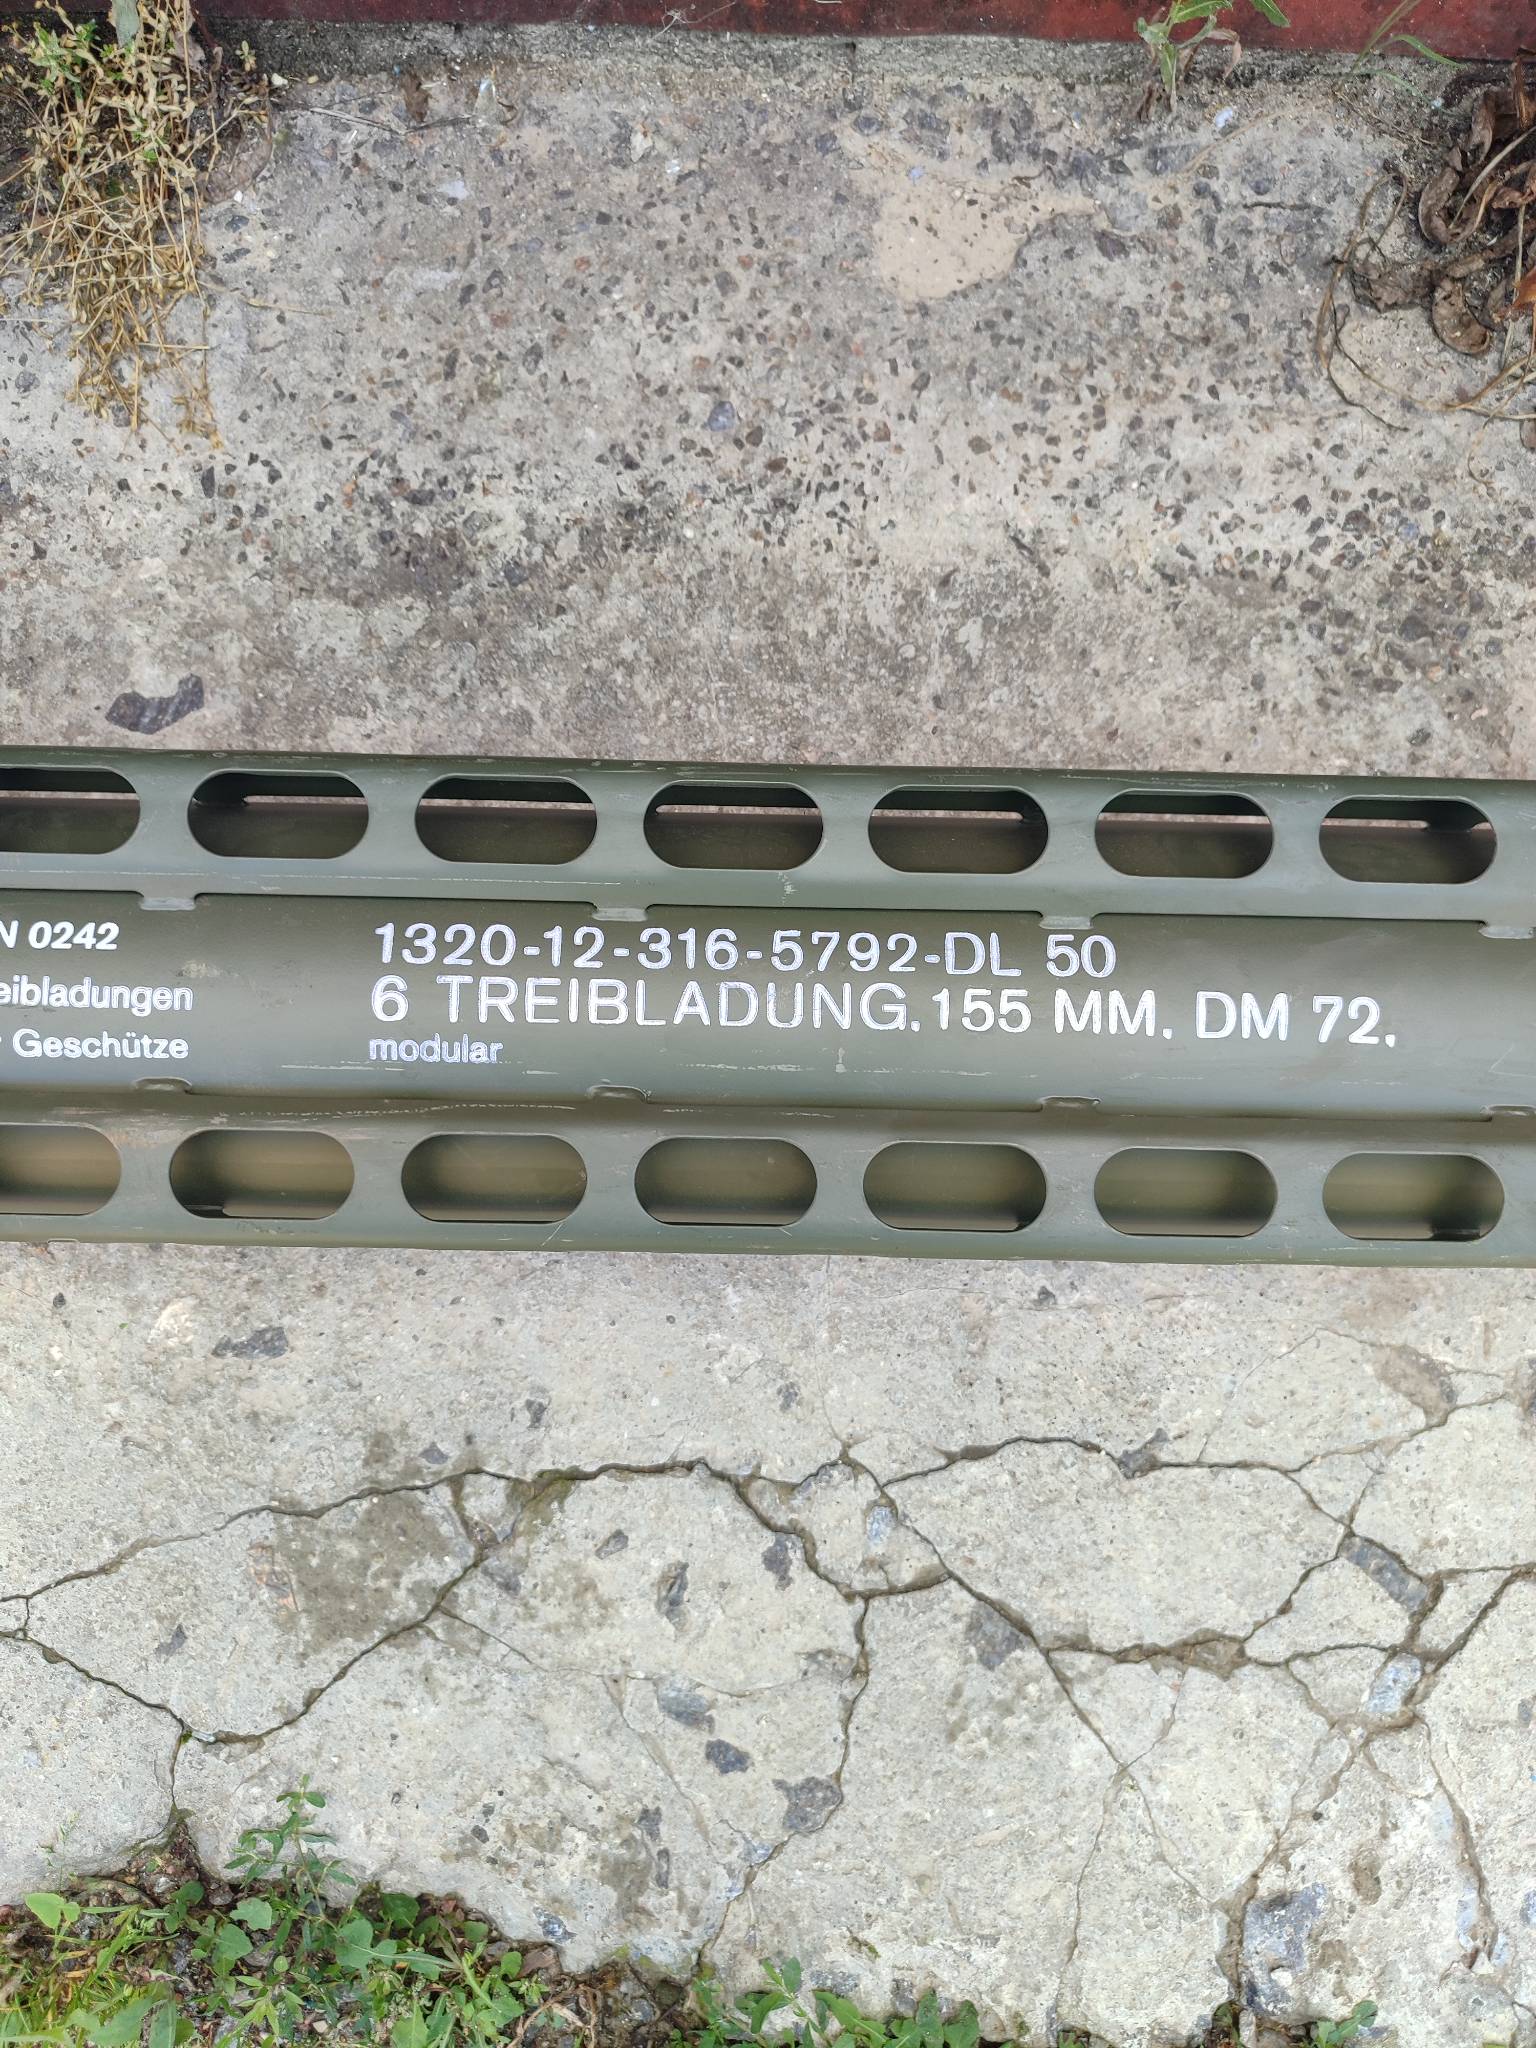 N 0242
eibladungen
Geschütze
1320-12-316-5792-DL 50
6 TREIBLADUNG, 155 MM, DM 72,
modular